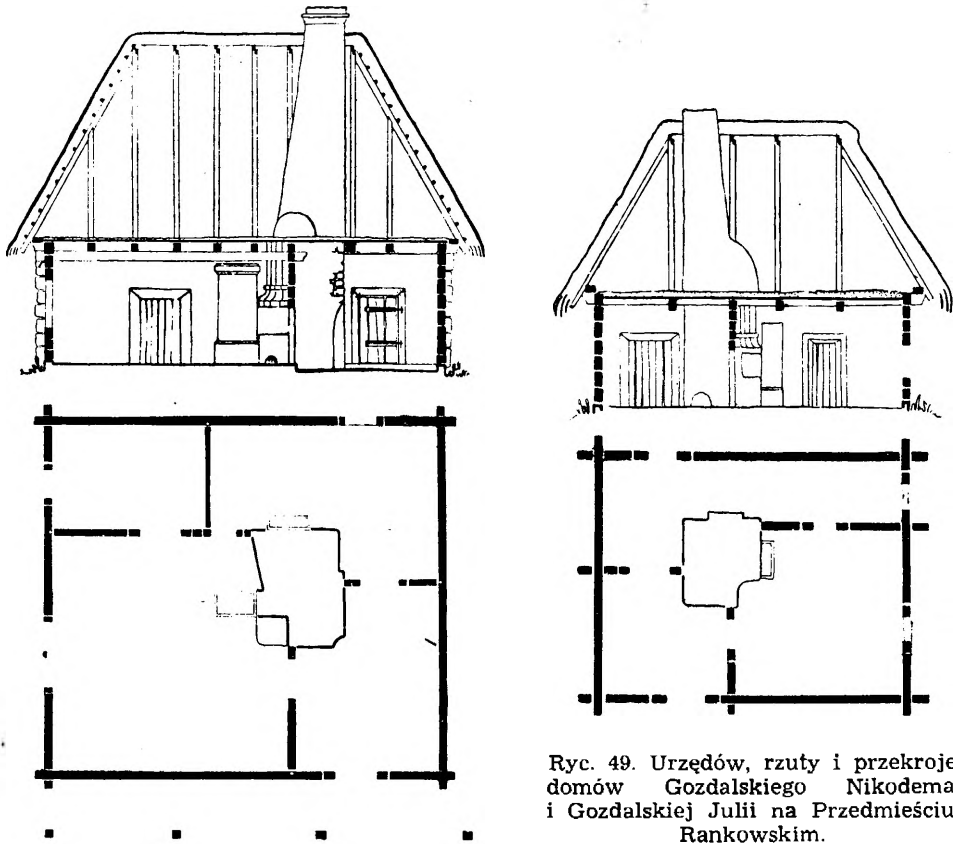 Ryc. 49. Urzędów, rzuty i przekroje
domów Gozdalskiego Nikodema
i Gozdalskiej Julii na Przedmieściu
Rankowskim.